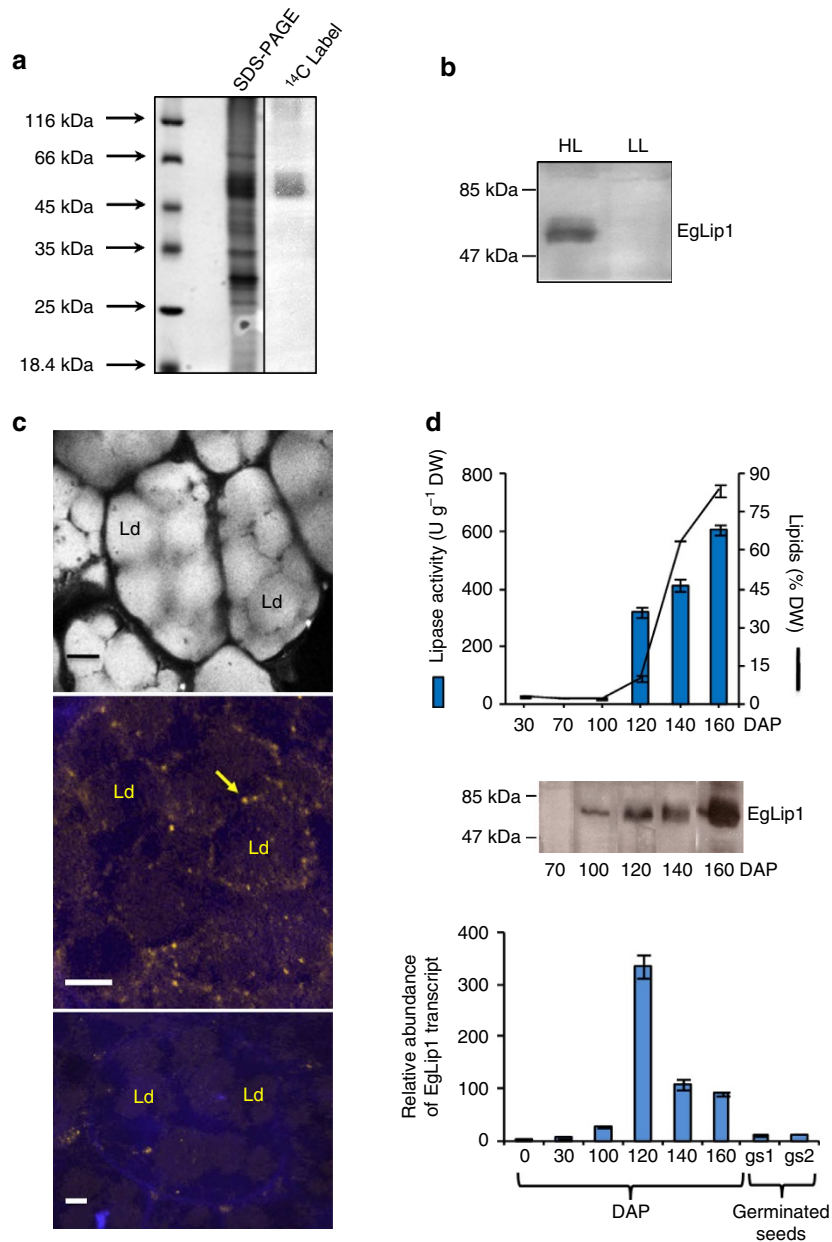 a
SDS-PAGE
¹⁴C Label
116 kDa
66 kDa
45 kDa
35 kDa
25 kDa
18.4 kDa
b
HL LL
85 kDa
47 kDa
EgLip1
c
Ld
Ld
Ld
Ld
Ld
Ld
d
Lipase activity (U g⁻¹ DW)
800
600
400
200
0
90
75
60
45
30
15
0
Lipids (% DW)
30 70 100 120 140 160 DAP
85 kDa
47 kDa
EgLip1
70 100 120 140 160 DAP
Relative abundance
of EgLip1 transcript
400
300
200
100
0
0 30 100 120 140 160 gs1 gs2
DAP
Germinated
seeds